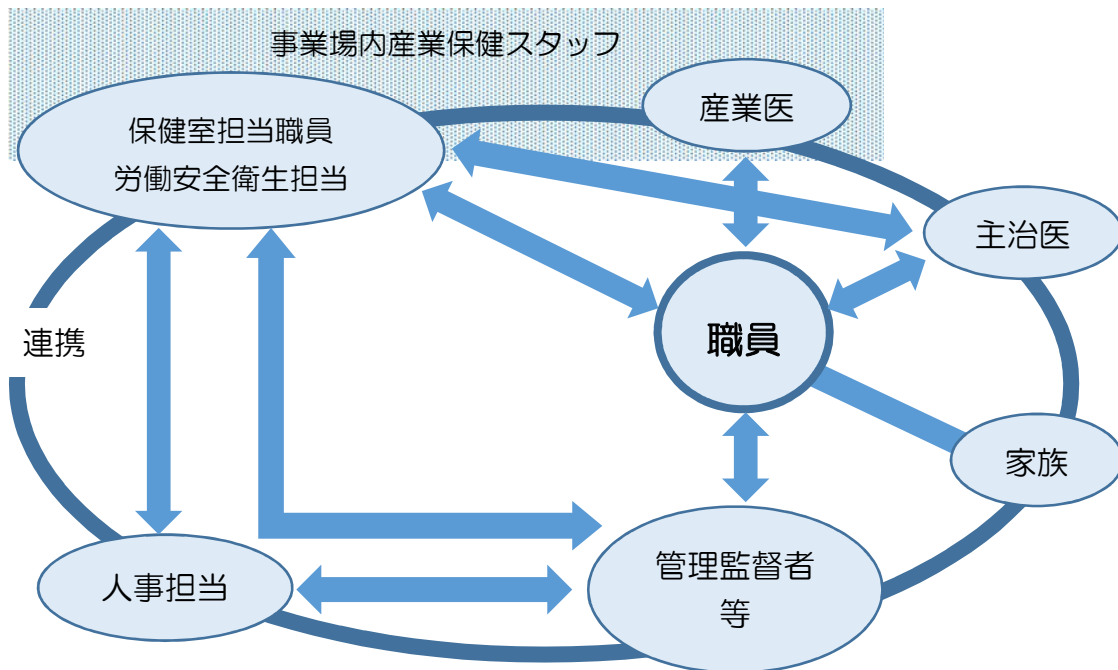 事業場内産業保健スタッフ
産業医
保健室担当職員
労働安全衛生担当
主治医
職員
連携
家族
管理監督者
等
人事担当